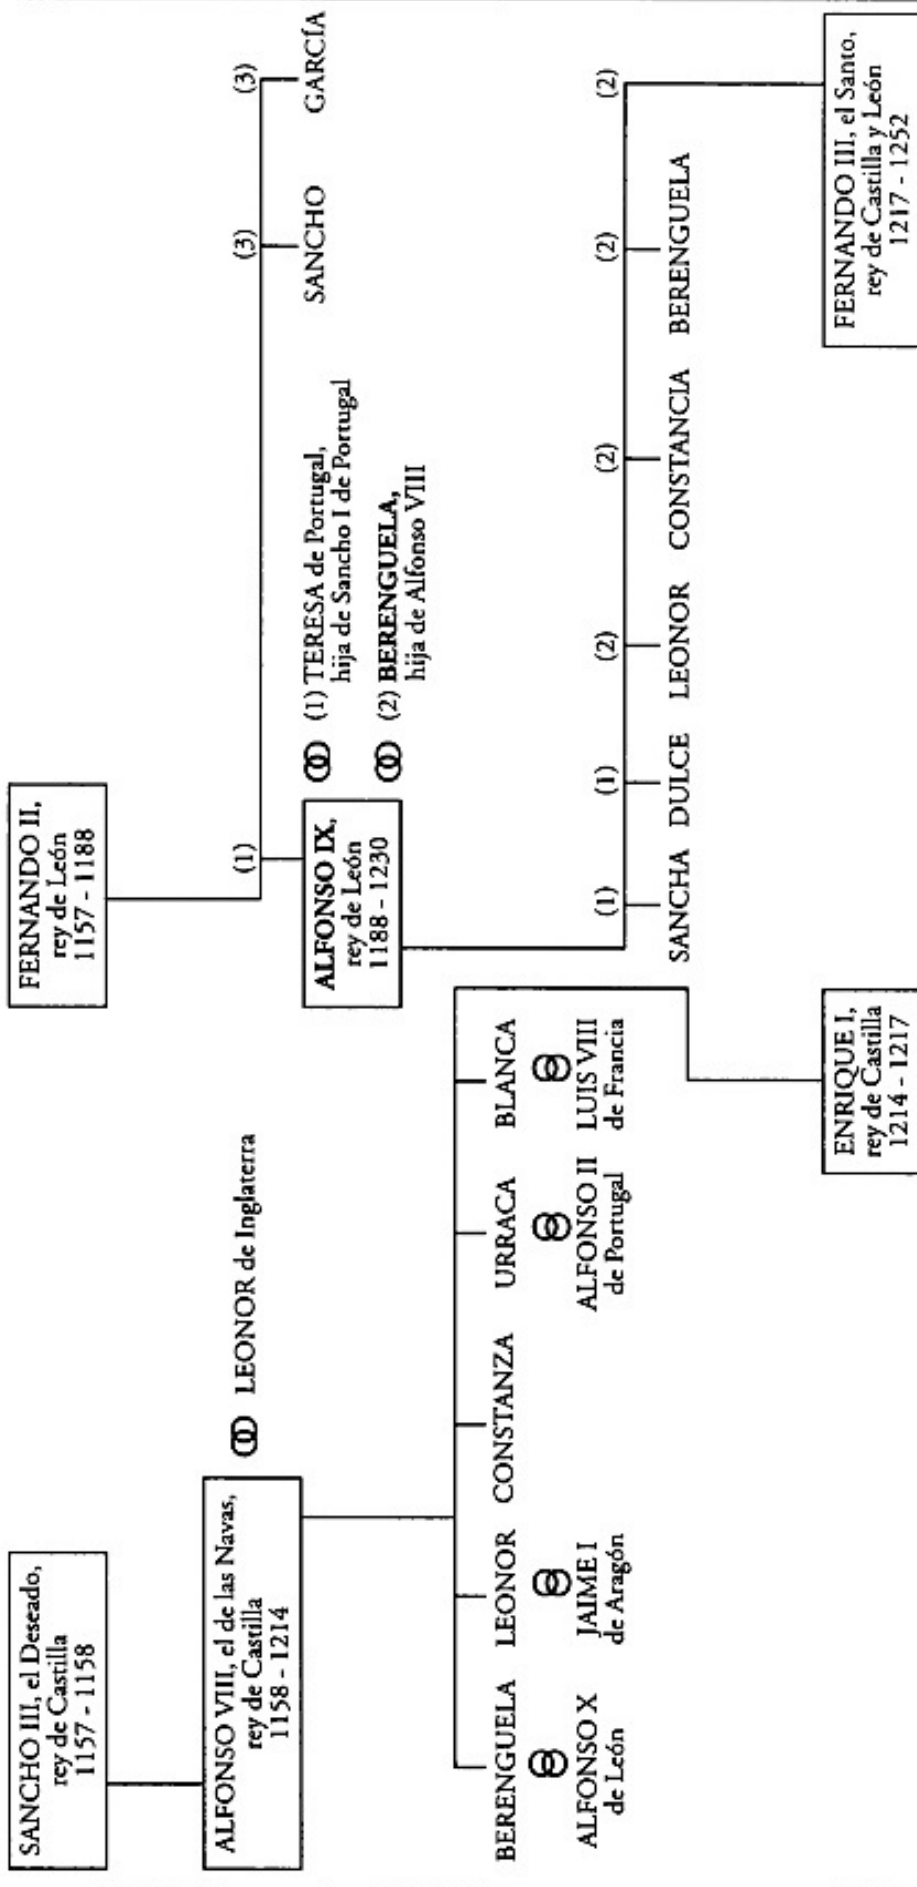 SANCHO III, el Deseado,
rey de Castilla
1157 - 1158
FERNANDO II,
rey de León
1157 - 1188
ALFONSO VIII, el de las Navas,
rey de Castilla
1158 - 1214
LEONOR de Inglaterra
(1)
(3)
(3)
ALFONSO IX,
rey de León
1188 - 1230
(1) TERESA de Portugal,
hija de Sancho I de Portugal
(2) BERENGUELA,
hija de Alfonso VIII
SANCHO
GARCÍA
BERENGUELA
LEONOR
CONSTANZA
URRACA
BLANCA
ALFONSO X
de León
JAIME I
de Aragón
ALFONSO II
de Portugal
LUIS VIII
de Francia
(1)
(1)
(2)
(2)
(2)
(2)
SANCHA
DULCE
LEONOR
CONSTANCIA
BERENGUELA
ENRIQUE I,
rey de Castilla
1214 - 1217
FERNANDO III, el Santo,
rey de Castilla y León
1217 - 1252